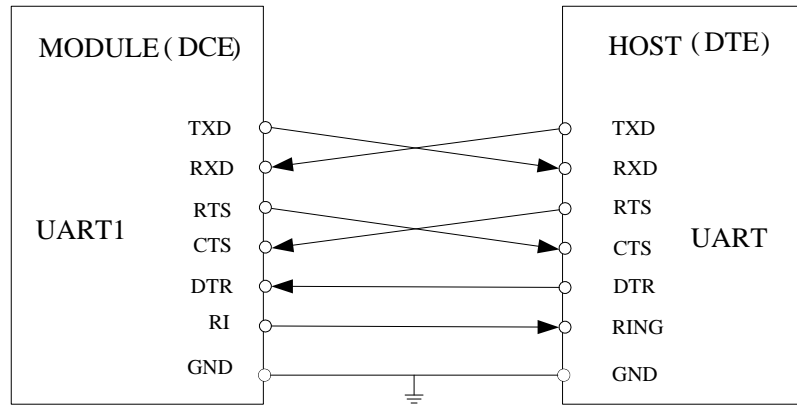 MODULE(DCE) HOST (DTE)
TXD TXD
RXD RXD
RTS RTS
UART1 CTS CTS UART
DTR DTR
RI RING
GND GND